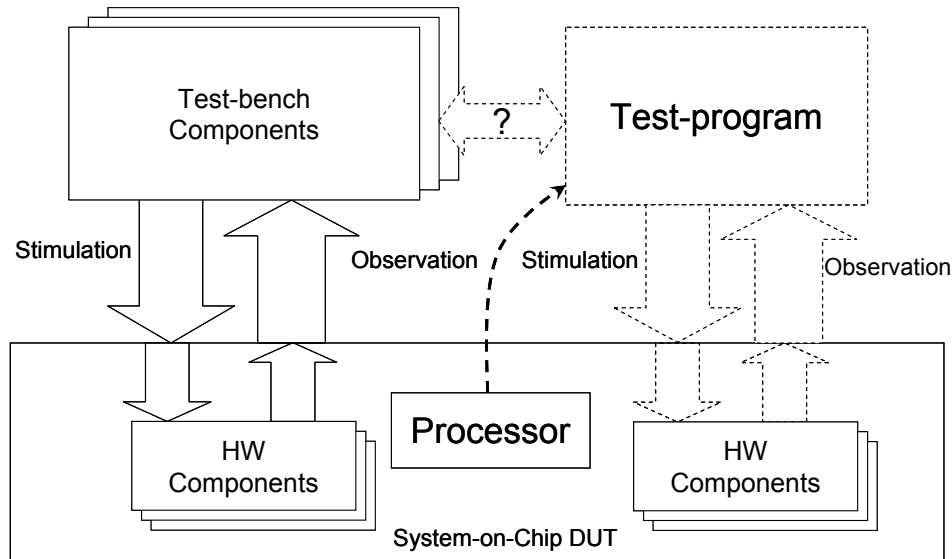 Test-bench
Components
?
Test-program
Stimulation
Observation
Stimulation
Observation
Processor
HW
Components
HW
Components
System-on-Chip DUT